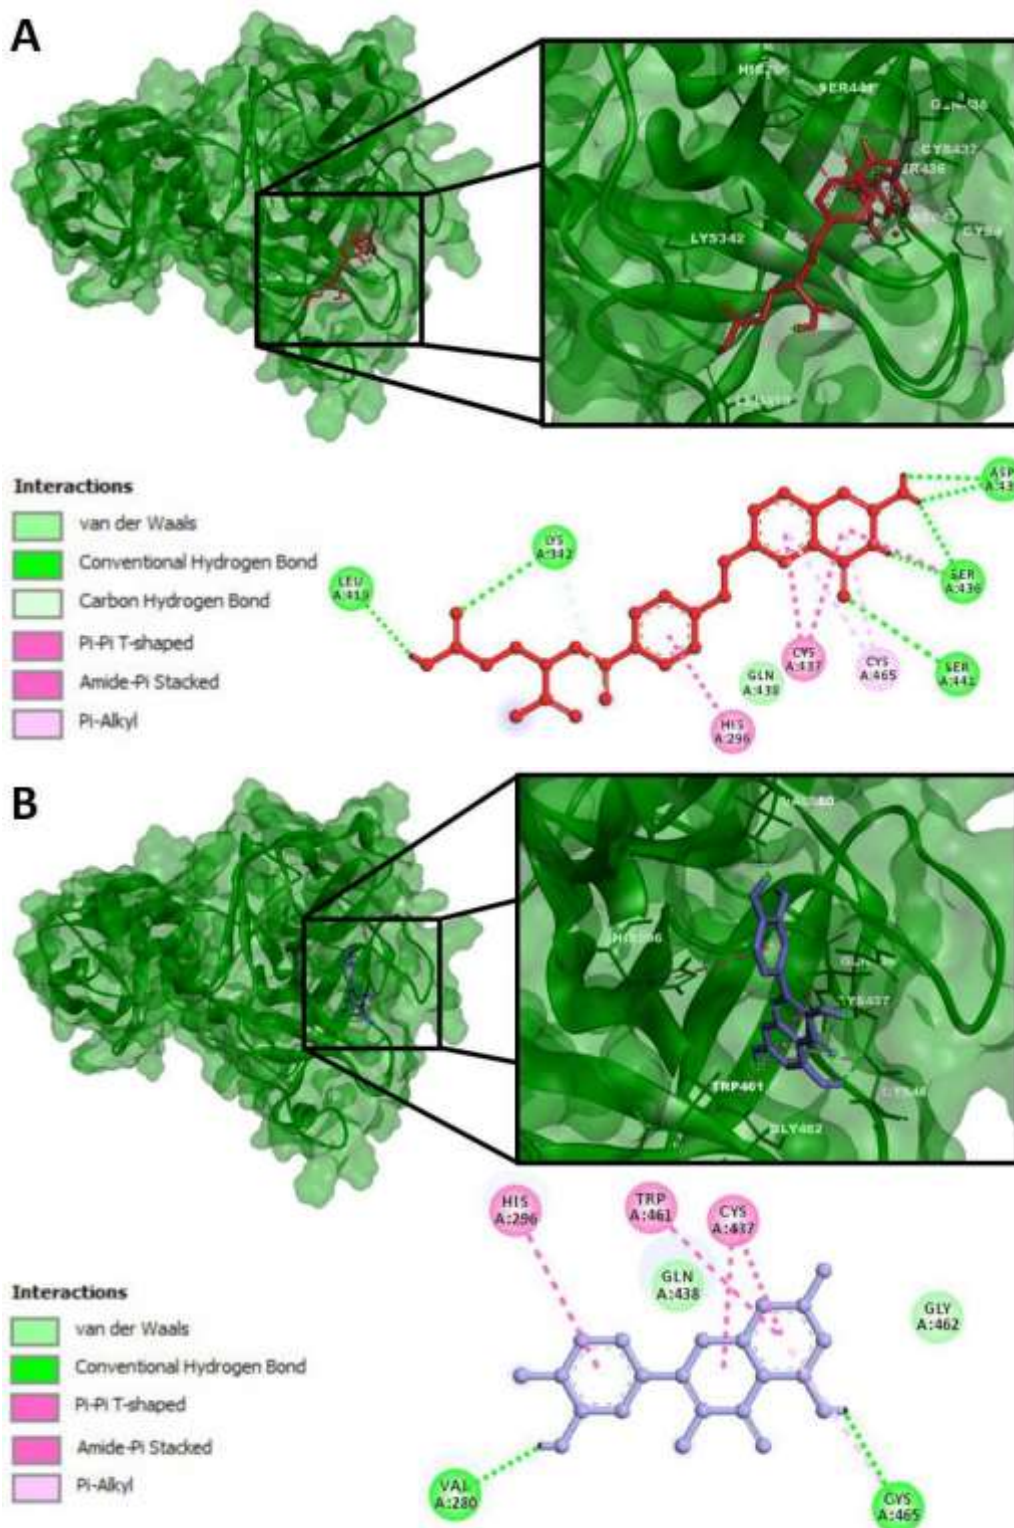 A
SER441
CYS437
LYS342
Interactions
van der Waals
Conventional Hydrogen Bond
Carbon Hydrogen Bond
Pi-Pi T-shaped
Amide-Pi Stacked
Pi-Alkyl
ASP
A:43
LYS
A:342
LEU
A:419
SER
A:436
CYS
A:437
CYS
A:465
GLN
A:438
SER
A:441
HIS
A:296
B
HIS296
TRP461
GLY462
HIS
A:296
TRP
A:461
CYS
A:437
GLN
A:438
GLY
A:462
Interactions
van der Waals
Conventional Hydrogen Bond
Pi-Pi T-shaped
Amide-Pi Stacked
Pi-Alkyl
VAL
A:280
CYS
A:465